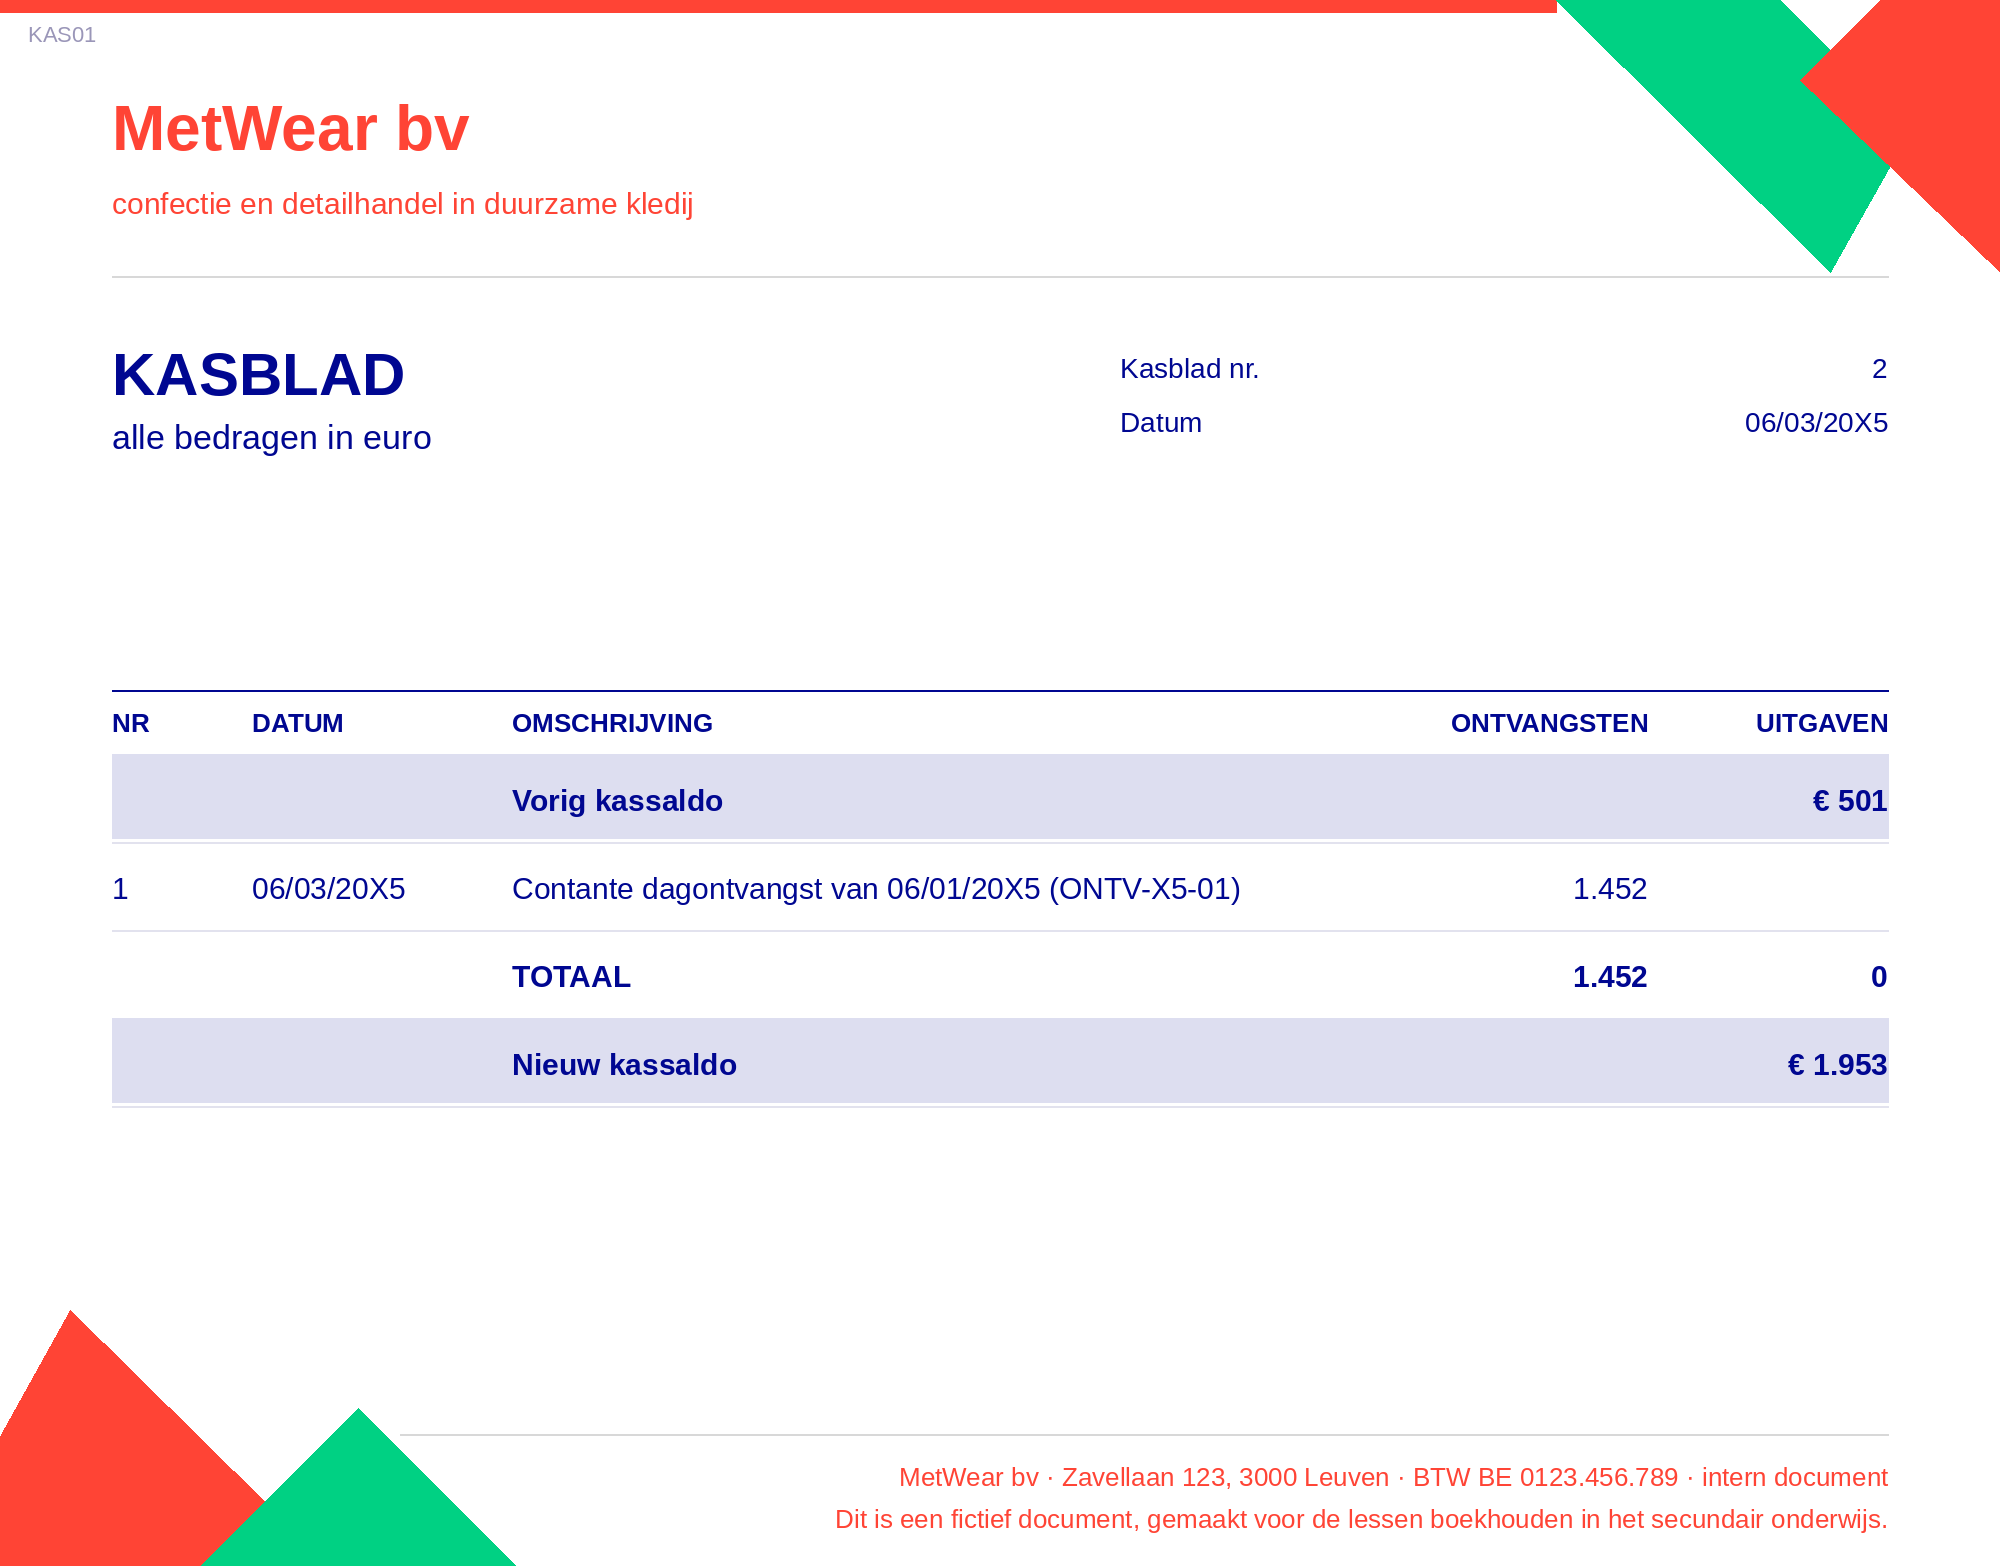 KAS01
MetWear bv
confectie en detailhandel in duurzame kledij
KASBLAD
alle bedragen in euro
Kasblad nr. 2
Datum 06/03/20X5
NR DATUM OMSCHRIJVING ONTVANGSTEN UITGAVEN
Vorig kassaldo € 501
1 06/03/20X5 Contante dagontvangst van 06/01/20X5 (ONTV-X5-01) 1.452
TOTAAL 1.452 0
Nieuw kassaldo € 1.953
MetWear bv · Zavellaan 123, 3000 Leuven · BTW BE 0123.456.789 · intern document
Dit is een fictief document, gemaakt voor de lessen boekhouden in het secundair onderwijs.